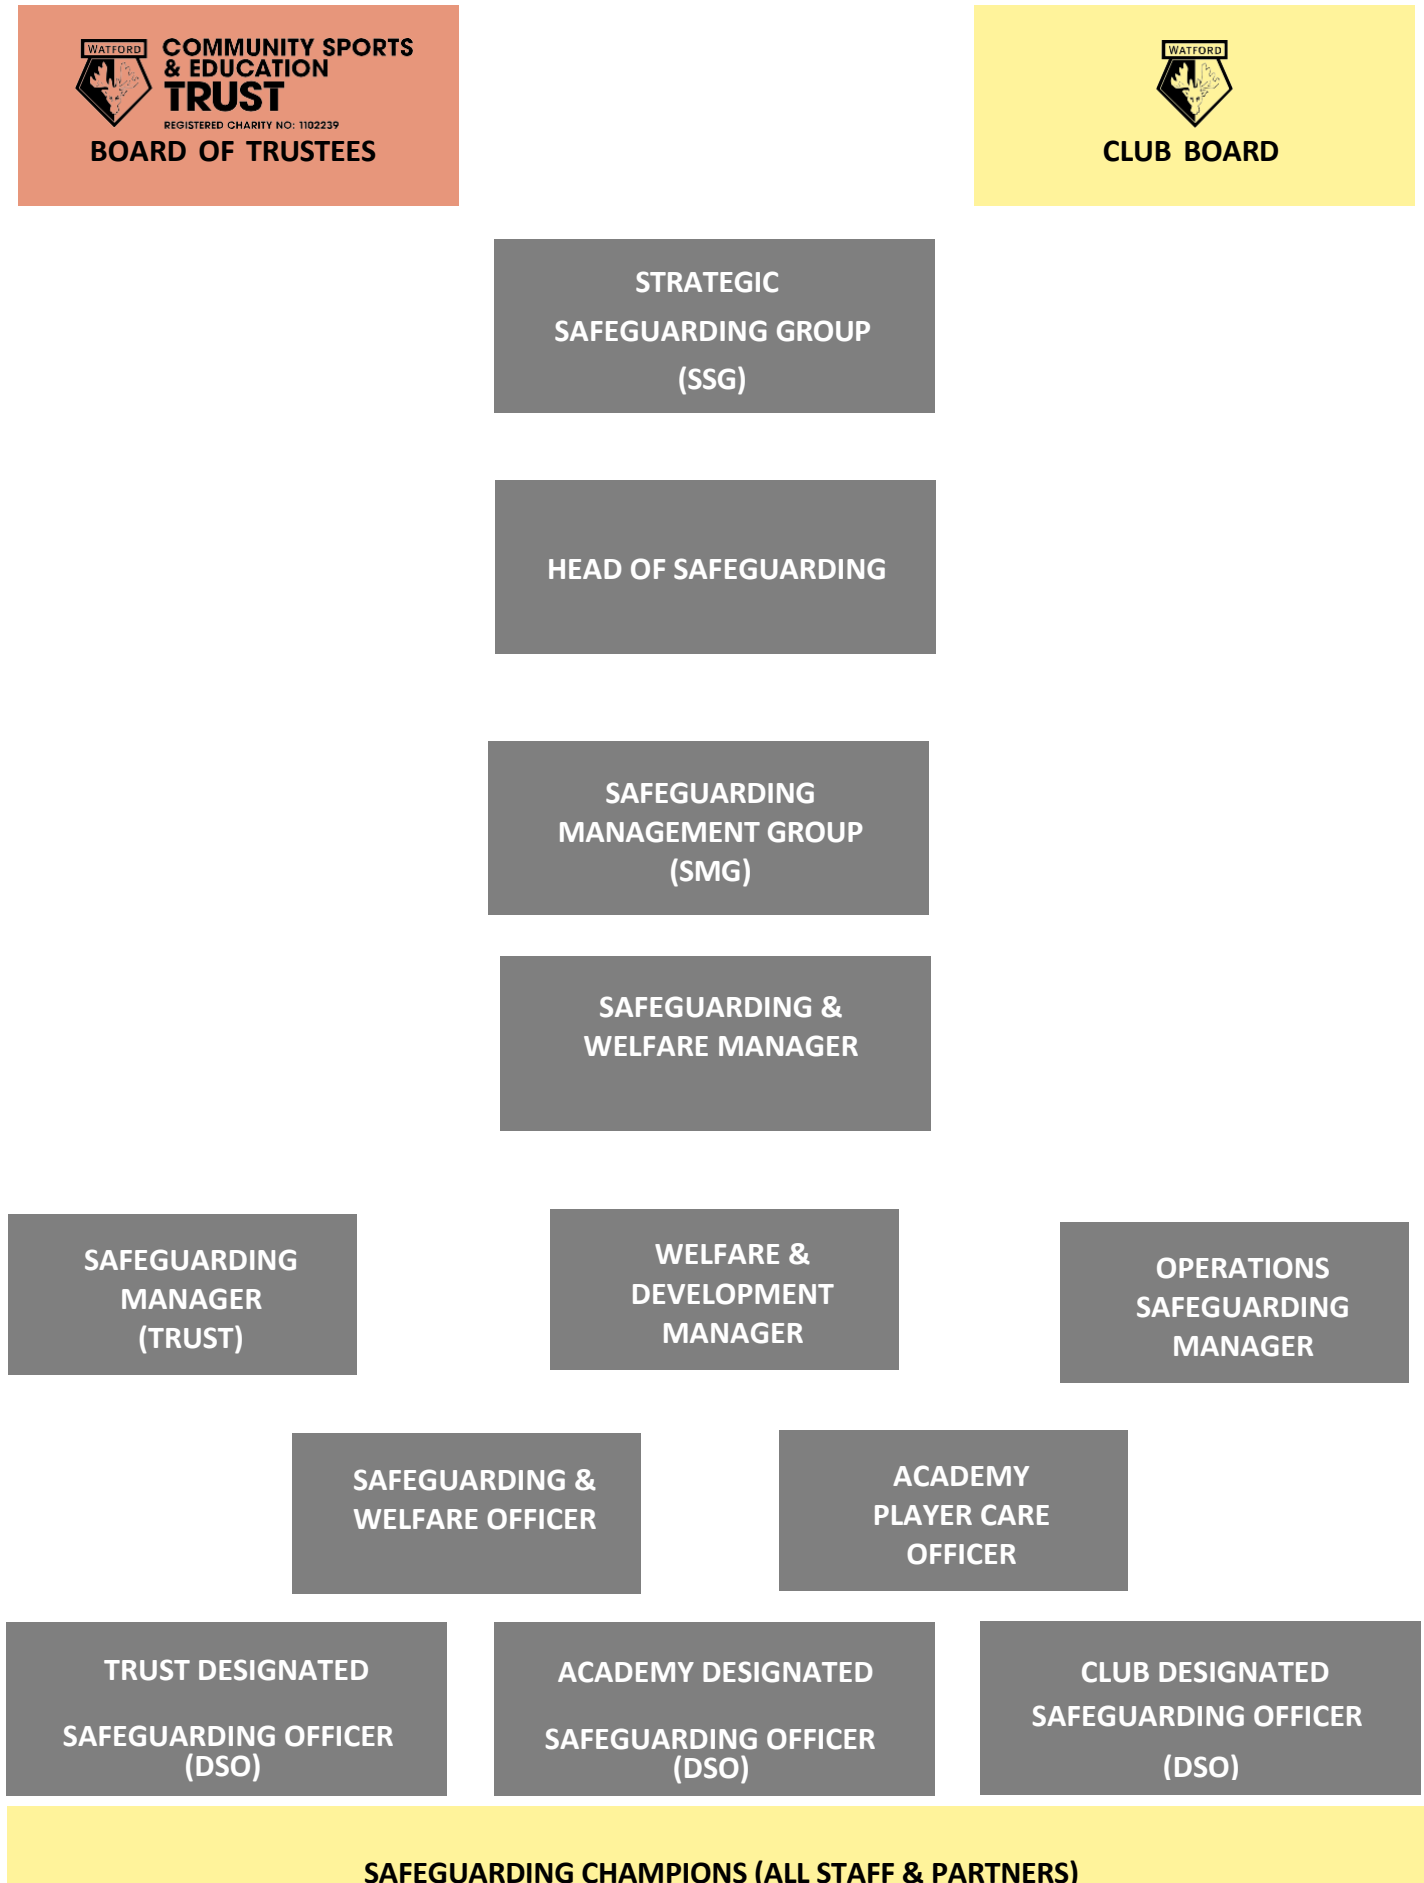 WATFORD
COMMUNITY SPORTS
& EDUCATION
TRUST
REGISTERED CHARITY NO: 1102239
BOARD OF TRUSTEES
WATFORD
CLUB BOARD
STRATEGIC
SAFEGUARDING GROUP
(SSG)
HEAD OF SAFEGUARDING
SAFEGUARDING
MANAGEMENT GROUP
(SMG)
SAFEGUARDING &
WELFARE MANAGER
SAFEGUARDING
MANAGER
(TRUST)
WELFARE &
DEVELOPMENT
MANAGER
OPERATIONS
SAFEGUARDING
MANAGER
SAFEGUARDING &
WELFARE OFFICER
ACADEMY
PLAYER CARE
OFFICER
TRUST DESIGNATED
SAFEGUARDING OFFICER
(DSO)
ACADEMY DESIGNATED
SAFEGUARDING OFFICER
(DSO)
CLUB DESIGNATED
SAFEGUARDING OFFICER
(DSO)
SAFEGUARDING CHAMPIONS (ALL STAFF & PARTNERS)